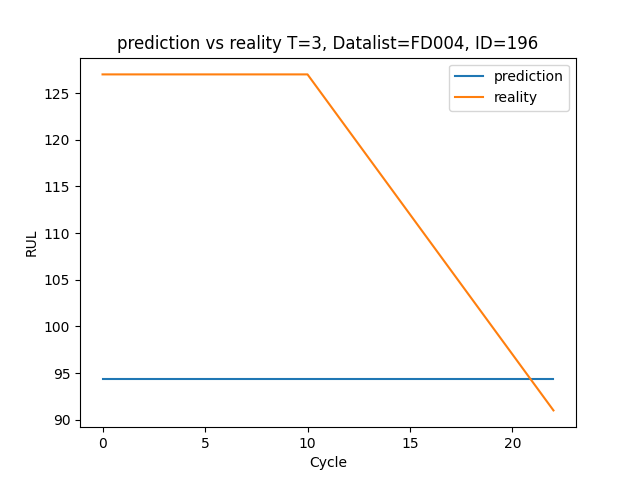 prediction vs reality T=3, Datalist=FD004, ID=196
prediction
reality
RUL
125
120
115
110
105
100
95
90
0 5 10 15 20
Cycle